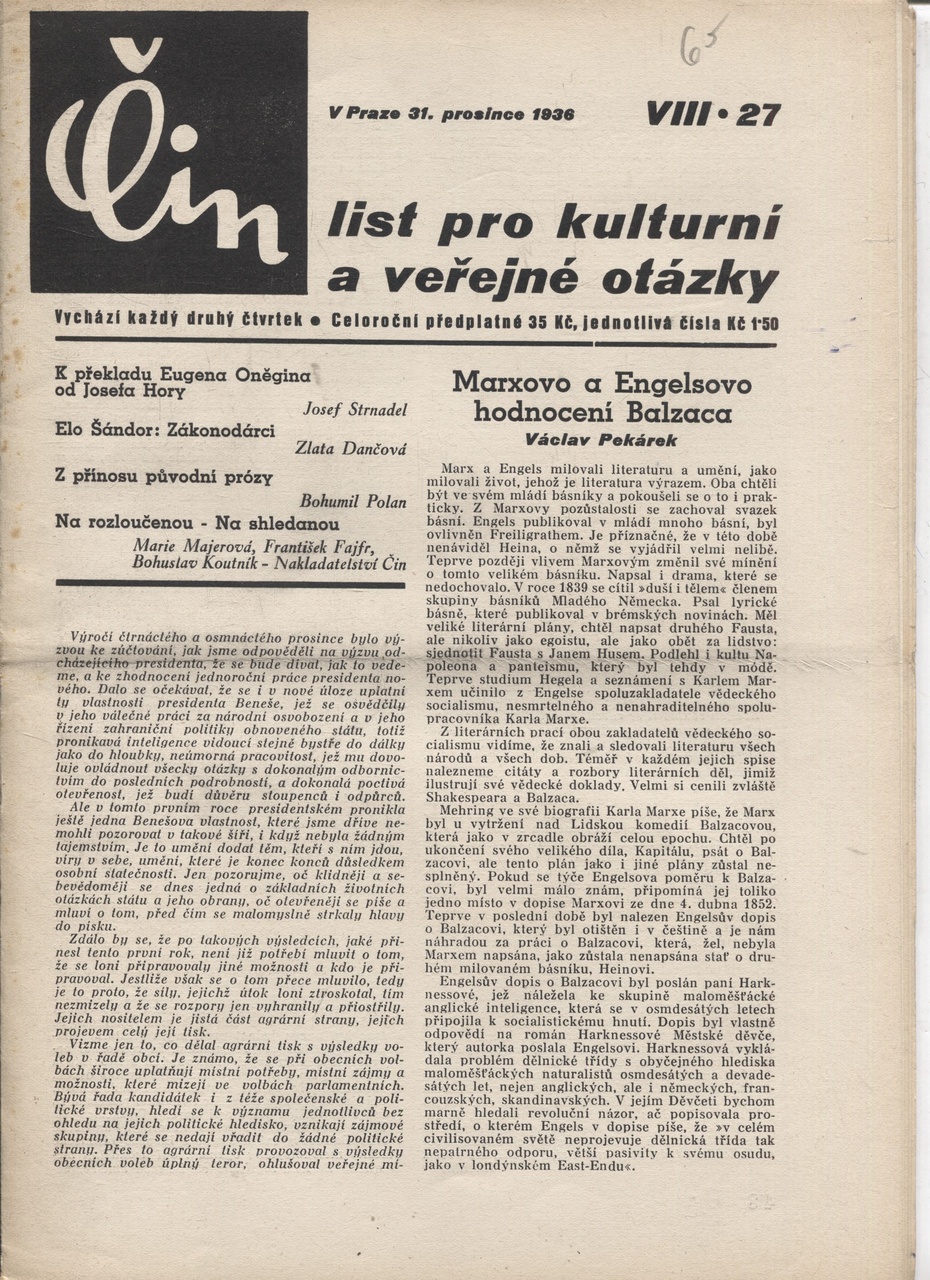 65
Čin
V Praze 31. prosince 1936
VIII • 27
list pro kulturní
a veřejné otázky
Vychází každý druhý čtvrtek ● Celoroční předplatné 35 Kč, jednotlivá čísla Kč 1·50
K překladu Eugena Oněgina
od Josefa Hory
Josef Strnadel
Elo Šándor: Zákonodárci
Zlata Dančová
Z přínosu původní prózy
Bohumil Polan
Na rozloučenou - Na shledanou
Marie Majerová, František Fajfr,
Bohuslav Koutník - Nakladatelství Čin
Výročí čtrnáctého a osmnáctého prosince bylo vý-
zvou ke zúčtování, jak jsme odpověděli na výzvu od-
cházejícího presidenta, že se bude dívat, jak to vede-
me, a ke zhodnocení jednoroční práce presidenta no-
vého. Dalo se očekávat, že se i v nové úloze uplatní
ty vlastnosti presidenta Beneše, jež se osvědčily
v jeho válečné práci za národní osvobození a v jeho
řízení zahraniční politiky obnoveného státu, totiž
pronikavá inteligence vidoucí stejně bystře do dálky
jako do hloubky, neúmorná pracovitost, jež mu dovo-
luje ovládnout všecky otázky s dokonalým odbornic-
tvím do posledních podrobností, a dokonalá poctivá
otevřenost, jež budí důvěru stoupenců i odpůrců.
Ale v tomto prvním roce presidentském pronikla
ještě jedna Benešova vlastnost, které jsme dříve ne-
mohli pozorovat v takové šíři, i když nebyla žádným
tajemstvím. Je to umění dodat těm, kteří s ním jdou,
víry v sebe, umění, které je konec konců důsledkem
osobní statečnosti. Jen pozorujme, oč klidněji a se-
bevědoměji se dnes jedná o základních životních
otázkách státu a jeho obrany, oč otevřeněji se píše a
mluví o tom, před čím se malomyslně strkaly hlavy
do písku.
Zdálo by se, že po takových výsledcích, jaké při-
nesl tento první rok, není již potřebí mluvit o tom,
že se loni připravovaly jiné možnosti a kdo je při-
pravoval. Jestliže však se o tom přece mluvilo, tedy
je to proto, že síly, jejichž útok loni ztroskotal, tím
nezmizely a že se rozpory jen vyhranily a přiostřily.
Jejich nositelem je jistá část agrární strany, jejich
projevem celý její tisk.
Vizme jen to, co dělal agrární tisk s výsledky vo-
leb v řadě obcí. Je známo, že se při obecních vol-
bách široce uplatňují místní potřeby, místní zájmy a
možnosti, které mizejí ve volbách parlamentních.
Bývá řada kandidátek i z téže společenské a poli-
tické vrstvy, hledí se k významu jednotlivců bez
ohledu na jejich politické hledisko, vznikají zájmové
skupiny, které se nedají vřadit do žádné politické
strany. Přes to agrární tisk provozoval s výsledky
obecních voleb úplný teror, ohlušoval veřejné mí-
Marxovo a Engelsovo
hodnocení Balzaca
Václav Pekárek
Marx a Engels milovali literaturu a umění, jako
milovali život, jehož je literatura výrazem. Oba chtěli
být ve svém mládí básníky a pokoušeli se o to i prak-
ticky. Z Marxovy pozůstalosti se zachoval svazek
básní. Engels publikoval v mládí mnoho básní, byl
ovlivněn Freiligrathem. Je příznačné, že v této době
nenáviděl Heina, o němž se vyjádřil velmi nelibě.
Teprve později vlivem Marxovým změnil své mínění
o tomto velikém básníku. Napsal i drama, které se
nedochovalo. V roce 1839 se cítil »duší i tělem« členem
skupiny básníků Mladého Německa. Psal lyrické
básně, které publikoval v brémských novinách. Měl
veliké literární plány, chtěl napsat druhého Fausta,
ale nikoliv jako egoistu, ale jako obět za lidstvo:
sjednotit Fausta s Janem Husem. Podlehl i kultu Na-
poleona a panteismu, který byl tehdy v módě.
Teprve studium Hegela a seznámení s Karlem Mar-
xem učinilo z Engelse spoluzakladatele vědeckého
socialismu, nesmrtelného a nenahraditelného spolu-
pracovníka Karla Marxe.
Z literárních prací obou zakladatelů vědeckého so-
cialismu vidíme, že znali a sledovali literaturu všech
národů a všech dob. Téměř v každém jejich spise
nalezneme citáty a rozbory literárních děl, jimiž
ilustrují své vědecké doklady. Velmi si cenili zvláště
Shakespeara a Balzaca.
Mehring ve své biografii Karla Marxe píše, že Marx
byl u vytržení nad Lidskou komedií Balzacovou,
která jako v zrcadle obráží celou epochu. Chtěl po
ukončení svého velikého díla, Kapitálu, psát o Bal-
zacovi, ale tento plán jako i jiné plány zůstal ne-
splněný. Pokud se týče Engelsova poměru k Balza-
covi, byl velmi málo znám, připomíná jej toliko
jedno místo v dopise Marxovi ze dne 4. dubna 1852.
Teprve v poslední době byl nalezen Engelsův dopis
o Balzacovi, který byl otištěn i v češtině a je nám
náhradou za práci o Balzacovi, která, žel, nebyla
Marxem napsána, jako zůstala nenapsána stať o dru-
hém milovaném básníku, Heinovi.
Engelsův dopis o Balzacovi byl poslán paní Hark-
nessové, jež náležela ke skupině maloměšťácké
anglické inteligence, která se v osmdesátých letech
připojila k socialistickému hnutí. Dopis byl vlastně
odpovědí na román Harknessové Městské děvče,
který autorka poslala Engelsovi. Harknessová vyklá-
dala problém dělnické třídy s obyčejného hlediska
maloměšťáckých naturalistů osmdesátých a devade-
sátých let, nejen anglických, ale i německých, fran-
couzských, skandinavských. V jejím Děvčeti bychom
marně hledali revoluční názor, ač popisovala pro-
středí, o kterém Engels v dopise píše, že »v celém
civilisovaném světě neprojevuje dělnická třída tak
nepatrného odporu, větší pasivity k svému osudu,
jako v londýnském East-Endu«.